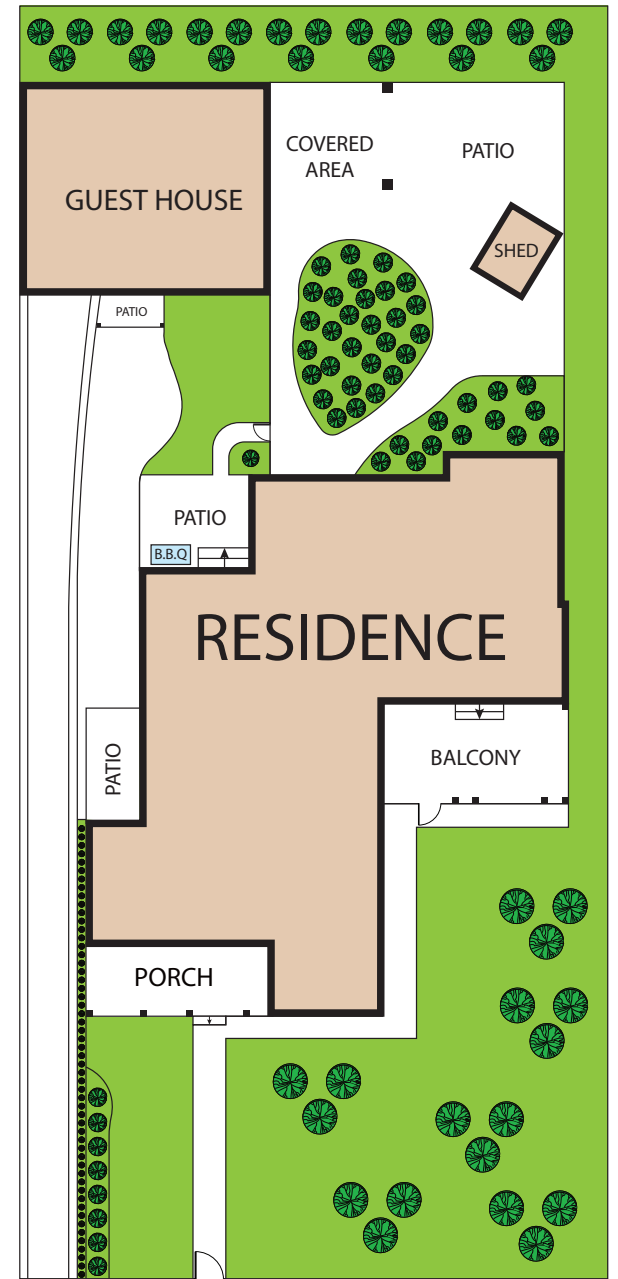 COVERED
AREA
PATIO
GUEST HOUSE
SHED
PATIO
PATIO
B.B.Q
RESIDENCE
PATIO
BALCONY
PORCH